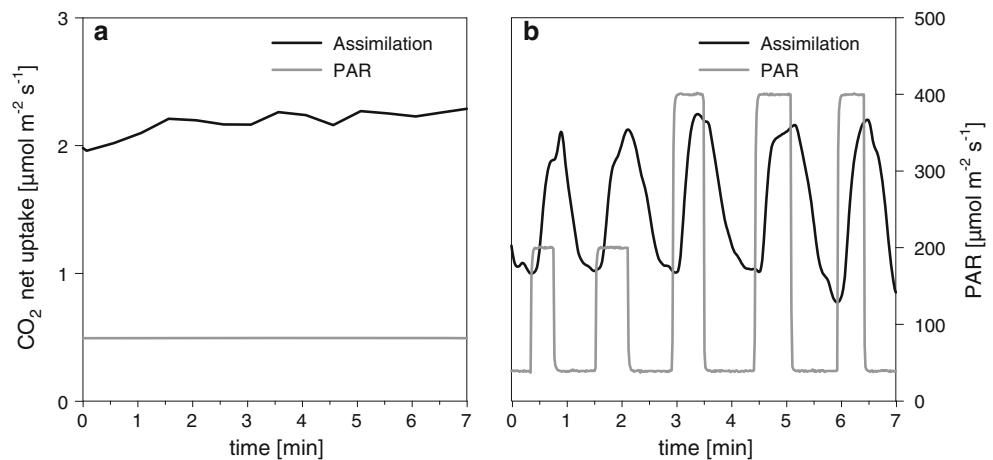 a
Assimilation
PAR
CO2 net uptake [µmol m-2 s-1]
3
2
1
0
0 1 2 3 4 5 6 7
time [min]
b
Assimilation
PAR
500
400
300
200
100
0
PAR [µmol m-2 s-1]
0 1 2 3 4 5 6 7
time [min]